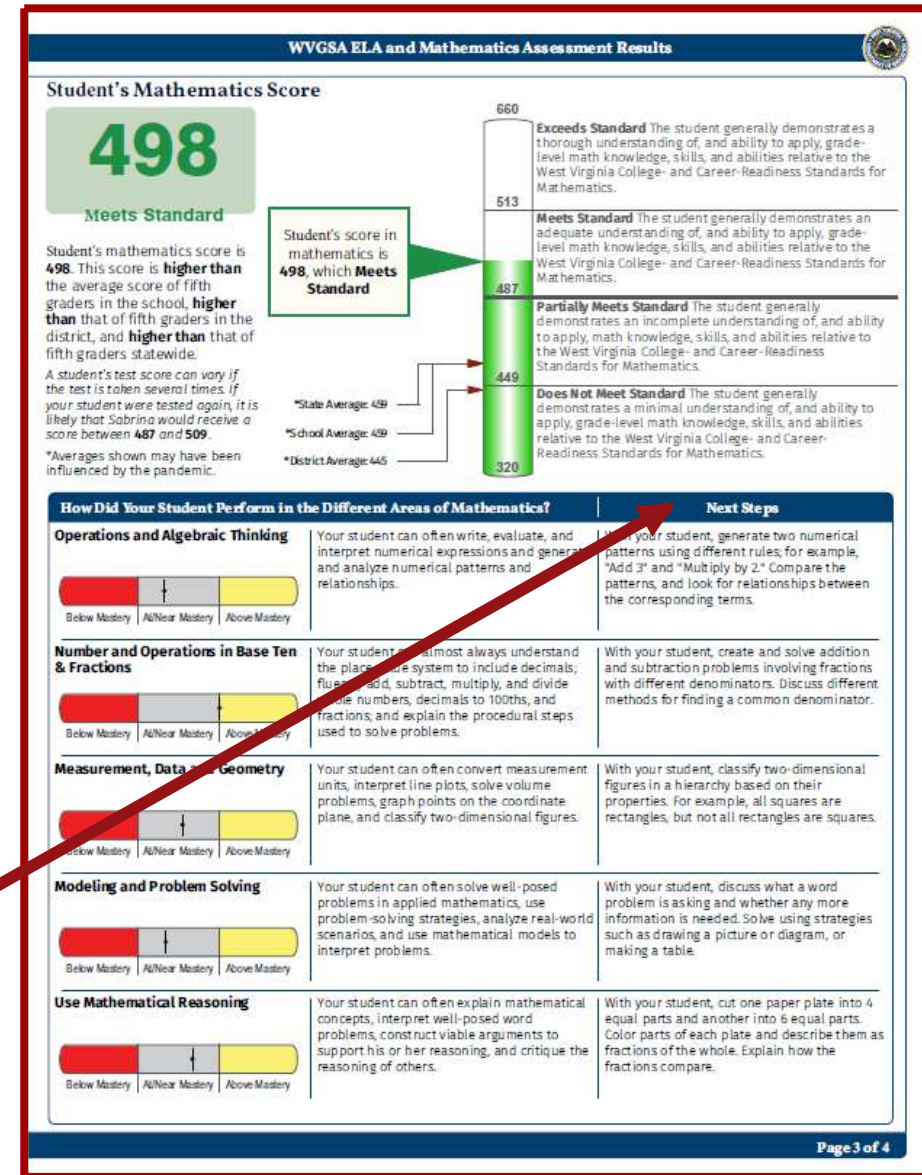 WVGSA ELA and Mathematics Assessment Results
Student's Mathematics Score
498
Meets Standard
Student's mathematics score is
498. This score is higher than
the average score of fifth
graders in the school, higher
than that of fifth graders in the
district, and higher than that of
fifth graders statewide.
A student's test score can vary if
the test is taken several times. If
your student were tested again, it is
likely that Sabrina would receive a
score between 487 and 509.
*Averages shown may have been
influenced by the pandemic.
Student's score in
mathematics is
498, which Meets
Standard
*State Average: 459
*School Average: 459
*District Average: 445
660
513
487
449
320
Exceeds Standard The student generally demonstrates a
thorough understanding of, and ability to apply, grade-
level math knowledge, skills, and abilities relative to the
West Virginia College- and Career-Readiness Standards for
Mathematics.
Meets Standard The student generally demonstrates an
adequate understanding of, and ability to apply, grade-
level math knowledge, skills, and abilities relative to the
West Virginia College- and Career-Readiness Standards for
Mathematics.
Partially Meets Standard The student generally
demonstrates an incomplete understanding of, and ability
to apply, math knowledge, skills, and abilities relative to
the West Virginia College- and Career-Readiness
Standards for Mathematics.
Does Not Meet Standard The student generally
demonstrates a minimal understanding of, and ability to
apply, grade-level math knowledge, skills, and abilities
relative to the West Virginia College- and Career-
Readiness Standards for Mathematics.
How Did Your Student Perform in the Different Areas of Mathematics?
Next Steps
Operations and Algebraic Thinking
Below Mastery At/Near Mastery Above Mastery
Your student can often write, evaluate, and
interpret numerical expressions and generate
and analyze numerical patterns and
relationships.
your student, generate two numerical
patterns using different rules; for example,
"Add 3" and "Multiply by 2." Compare the
patterns, and look for relationships between
the corresponding terms.
Number and Operations in Base Ten
& Fractions
Below Mastery At/Near Mastery Above Mastery
Your student almost always understand
the place system to include decimals;
add, subtract, multiply, and divide
numbers, decimals to 100ths, and
fractions; and explain the procedural steps
used to solve problems.
With your student, create and solve addition
and subtraction problems involving fractions
with different denominators. Discuss different
methods for finding a common denominator.
Measurement, Data and Geometry
Below Mastery At/Near Mastery Above Mastery
Your student can often convert measurement
units, interpret line plots, solve volume
problems, graph points on the coordinate
plane, and classify two-dimensional figures.
With your student, classify two-dimensional
figures in a hierarchy based on their
properties. For example, all squares are
rectangles, but not all rectangles are squares.
Modeling and Problem Solving
Below Mastery At/Near Mastery Above Mastery
Your student can often solve well-posed
problems in applied mathematics, use
problem-solving strategies, analyze real-world
scenarios, and use mathematical models to
interpret problems.
With your student, discuss what a word
problem is asking and whether any more
information is needed. Solve using strategies
such as drawing a picture or diagram, or
making a table.
Use Mathematical Reasoning
Below Mastery At/Near Mastery Above Mastery
Your student can often explain mathematical
concepts, interpret well-posed word
problems, construct viable arguments to
support his or her reasoning, and critique the
reasoning of others.
With your student, cut one paper plate into 4
equal parts and another into 6 equal parts.
Color parts of each plate and describe them as
fractions of the whole. Explain how the
fractions compare.
Page 3 of 4